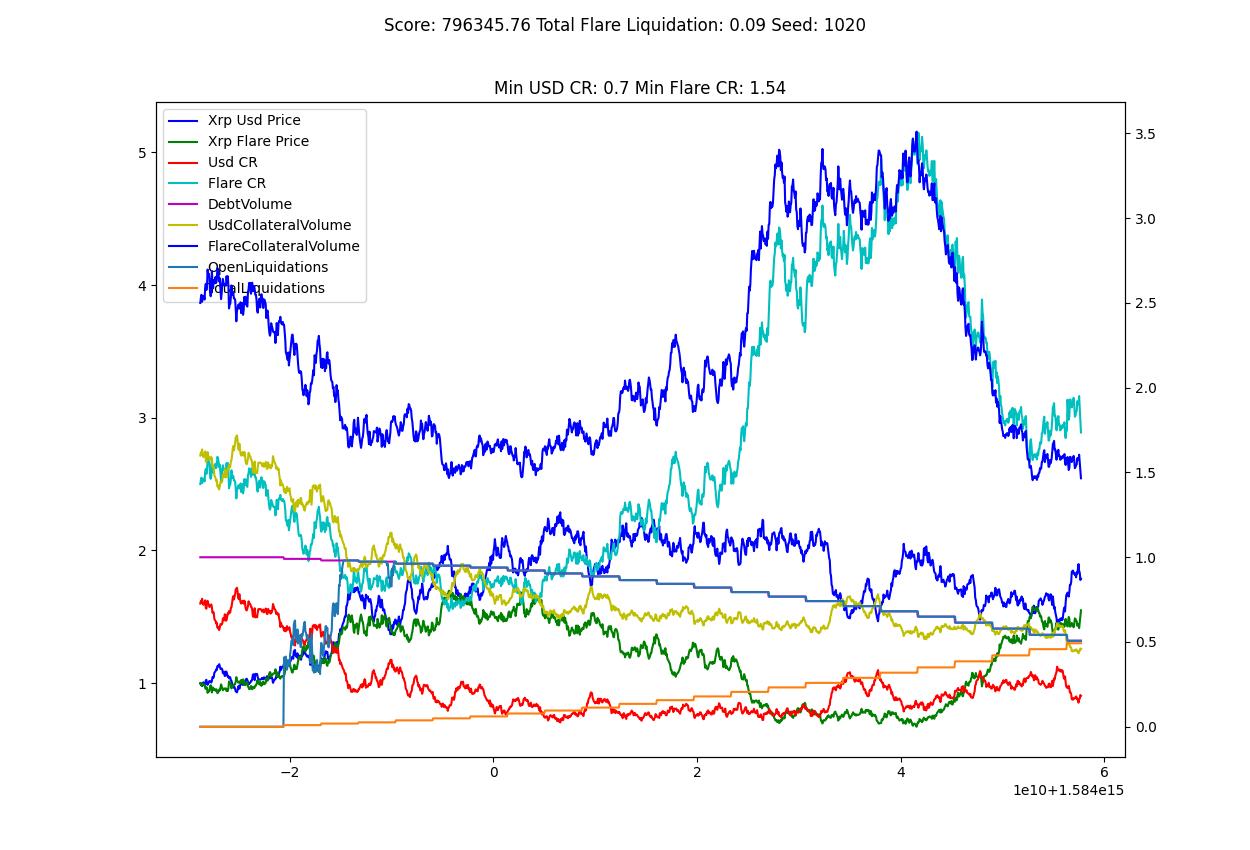 Score: 796345.76 Total Flare Liquidation: 0.09 Seed: 1020
Min USD CR: 0.7 Min Flare CR: 1.54
Xrp Usd Price
Xrp Flare Price
Usd CR
Flare CR
DebtVolume
UsdCollateralVolume
FlareCollateralVolume
OpenLiquidations
TotalLiquidations
5
4
3
2
1
3.5
3.0
2.5
2.0
1.5
1.0
0.5
0.0
−2
0
2
4
6
1e10+1.584e15